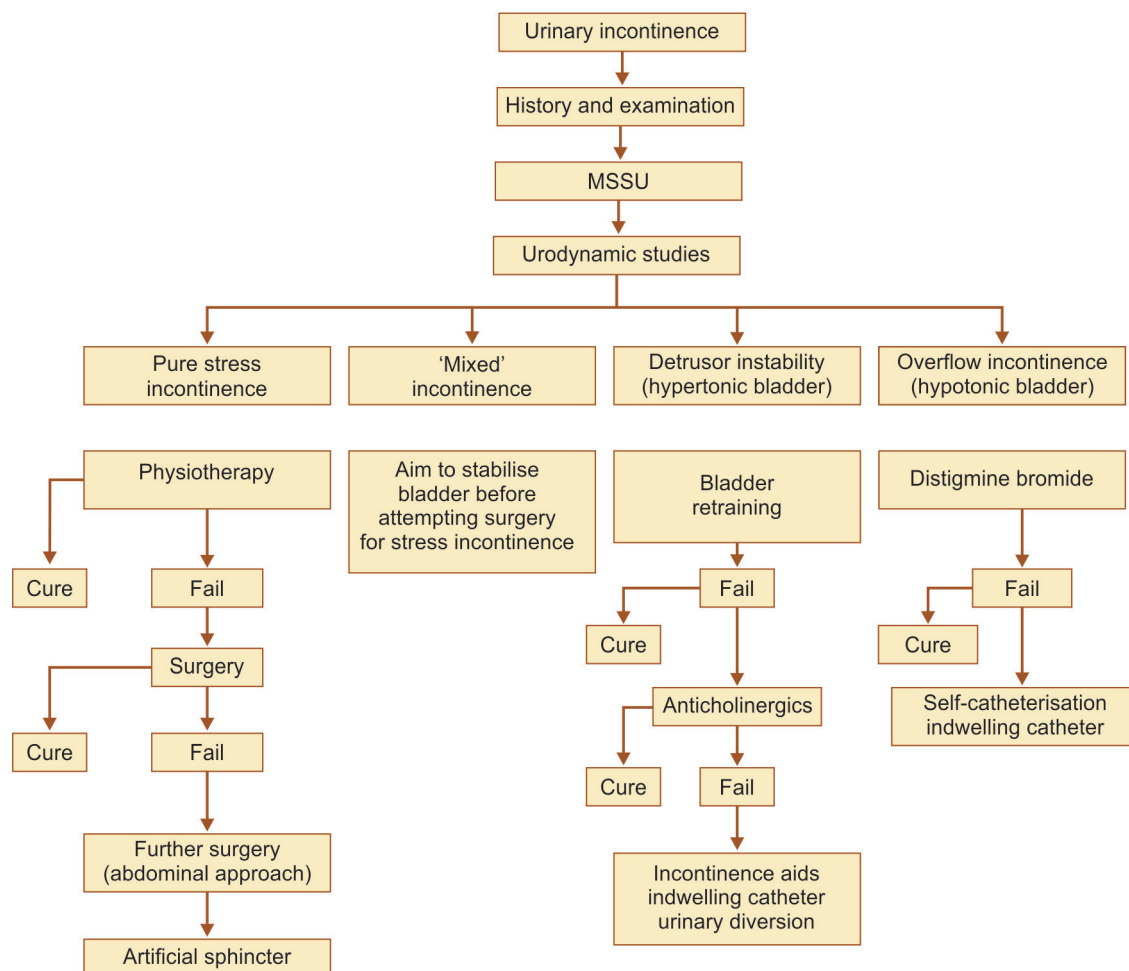 Urinary incontinence
History and examination
MSSU
Urodynamic studies
Pure stress
incontinence
‘Mixed’
incontinence
Detrusor instability
(hypertonic bladder)
Overflow incontinence
(hypotonic bladder)
Physiotherapy
Aim to stabilise
bladder before
attempting surgery
for stress incontinence
Bladder
retraining
Distigmine bromide
Cure
Fail
Fail
Fail
Cure
Cure
Surgery
Anticholinergics
Self-catheterisation
indwelling catheter
Cure
Fail
Cure
Fail
Further surgery
(abdominal approach)
Incontinence aids
indwelling catheter
urinary diversion
Artificial sphincter